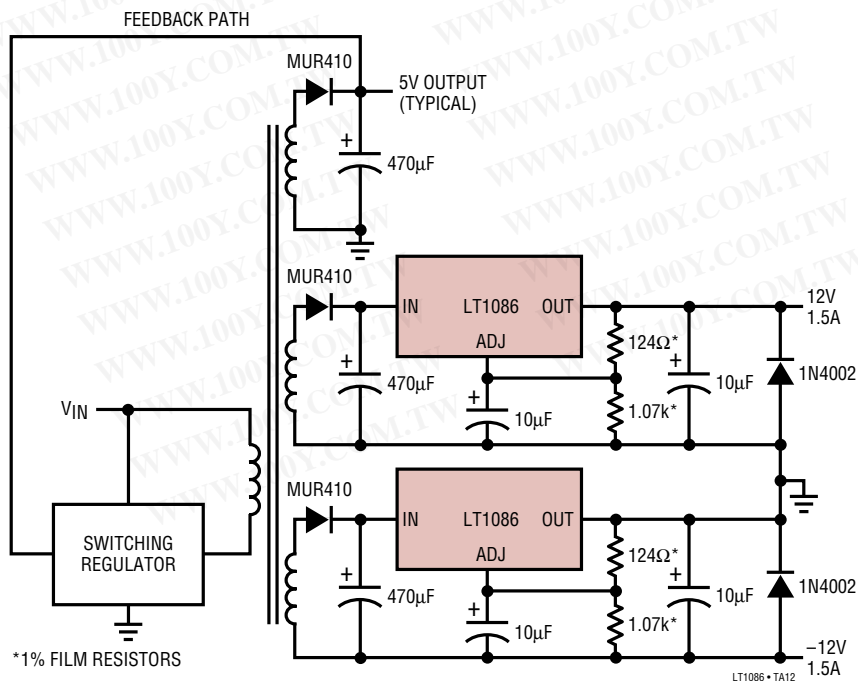 FEEDBACK PATH
MUR410
5V OUTPUT
(TYPICAL)
+
470µF
MUR410
IN
LT1086
OUT
ADJ
12V
1.5A
124Ω*
+
1N4002
+
470µF
+
10µF
1.07k*
10µF
VIN
MUR410
IN
LT1086
OUT
ADJ
SWITCHING
REGULATOR
124Ω*
+
1N4002
+
470µF
+
10µF
1.07k*
10µF
–12V
1.5A
*1% FILM RESISTORS
LT1086 • TA12
WWW.100Y.COM.TW